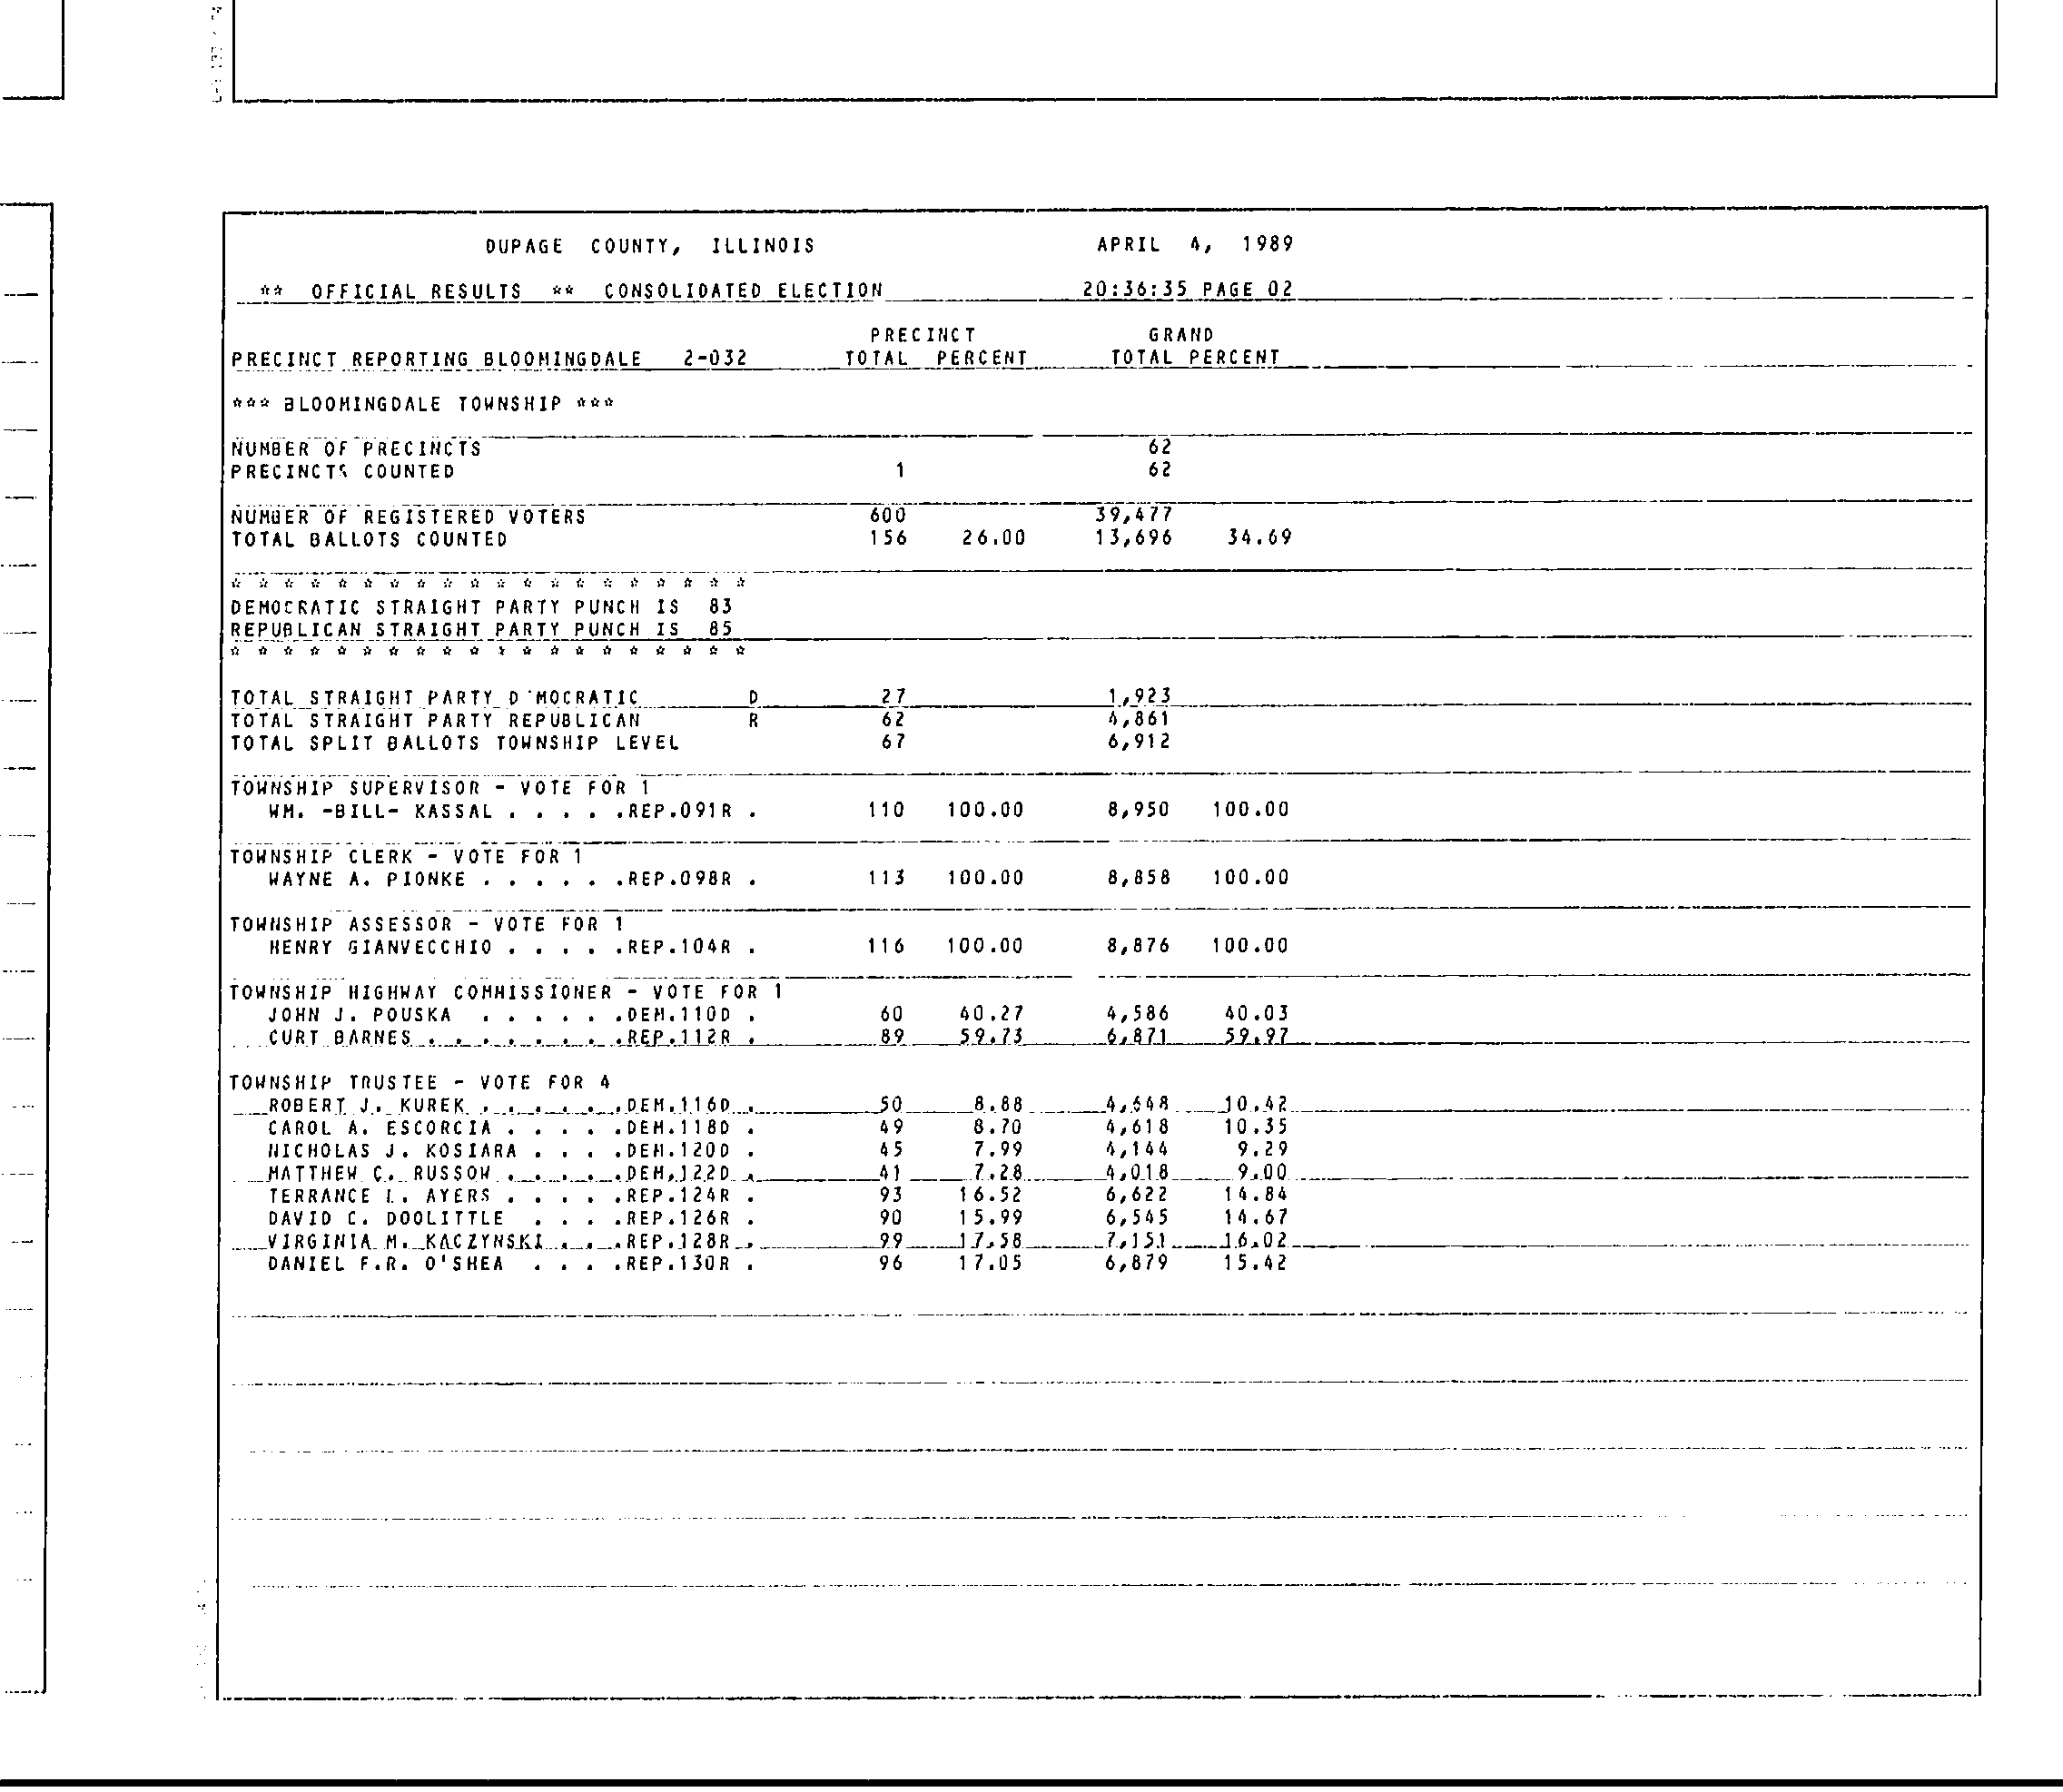 DUPAGE COUNTY, ILLINOIS APRIL 4, 1989
** OFFICIAL RESULTS ** CONSOLIDATED ELECTION 20:36:35 PAGE 02
PRECINCT GRAND
PRECINCT REPORTING BLOOMINGDALE 2-032 TOTAL PERCENT TOTAL PERCENT
*** BLOOMINGDALE TOWNSHIP ***
NUMBER OF PRECINCTS 62
PRECINCTS COUNTED 1 62
NUMBER OF REGISTERED VOTERS 600 39,477
TOTAL BALLOTS COUNTED 156 26.00 13,696 34.69
* * * * * * * * * * * * * * * * * * * *
DEMOCRATIC STRAIGHT PARTY PUNCH IS 83
REPUBLICAN STRAIGHT PARTY PUNCH IS 85
* * * * * * * * * * * * * * * * * * * *
TOTAL STRAIGHT PARTY D MOCRATIC D 27 1,923
TOTAL STRAIGHT PARTY REPUBLICAN R 62 4,861
TOTAL SPLIT BALLOTS TOWNSHIP LEVEL 67 6,912
TOWNSHIP SUPERVISOR - VOTE FOR 1
WM. -BILL- KASSAL . . . . .REP.091R . 110 100.00 8,950 100.00
TOWNSHIP CLERK - VOTE FOR 1
WAYNE A. PIONKE . . . . . .REP.098R . 113 100.00 8,858 100.00
TOWNSHIP ASSESSOR - VOTE FOR 1
HENRY GIANVECCHIO . . . . .REP.104R . 116 100.00 8,876 100.00
TOWNSHIP HIGHWAY COMMISSIONER - VOTE FOR 1
JOHN J. POUSKA . . . . . .DEM.110D . 60 40.27 4,586 40.03
CURT BARNES . . . . . . . .REP.112R . 89 59.73 6,871 59.97
TOWNSHIP TRUSTEE - VOTE FOR 4
ROBERT J. KUREK . . . . . .DEM.116D . 50 8.88 4,648 10.42
CAROL A. ESCORCIA . . . . .DEM.118D . 49 8.70 4,618 10.35
NICHOLAS J. KOSIARA . . . .DEM.120D . 45 7.99 4,144 9.29
MATTHEW C. RUSSOW . . . . .DEM.122D . 41 7.28 4,018 9.00
TERRANCE L. AYERS . . . . .REP.124R . 93 16.52 6,622 14.84
DAVID C. DOOLITTLE . . . .REP.126R . 90 15.99 6,545 14.67
VIRGINIA M. KACZYNSKI . . .REP.128R . 99 17.58 7,151 16.02
DANIEL F.R. O'SHEA . . . .REP.130R . 96 17.05 6,879 15.42